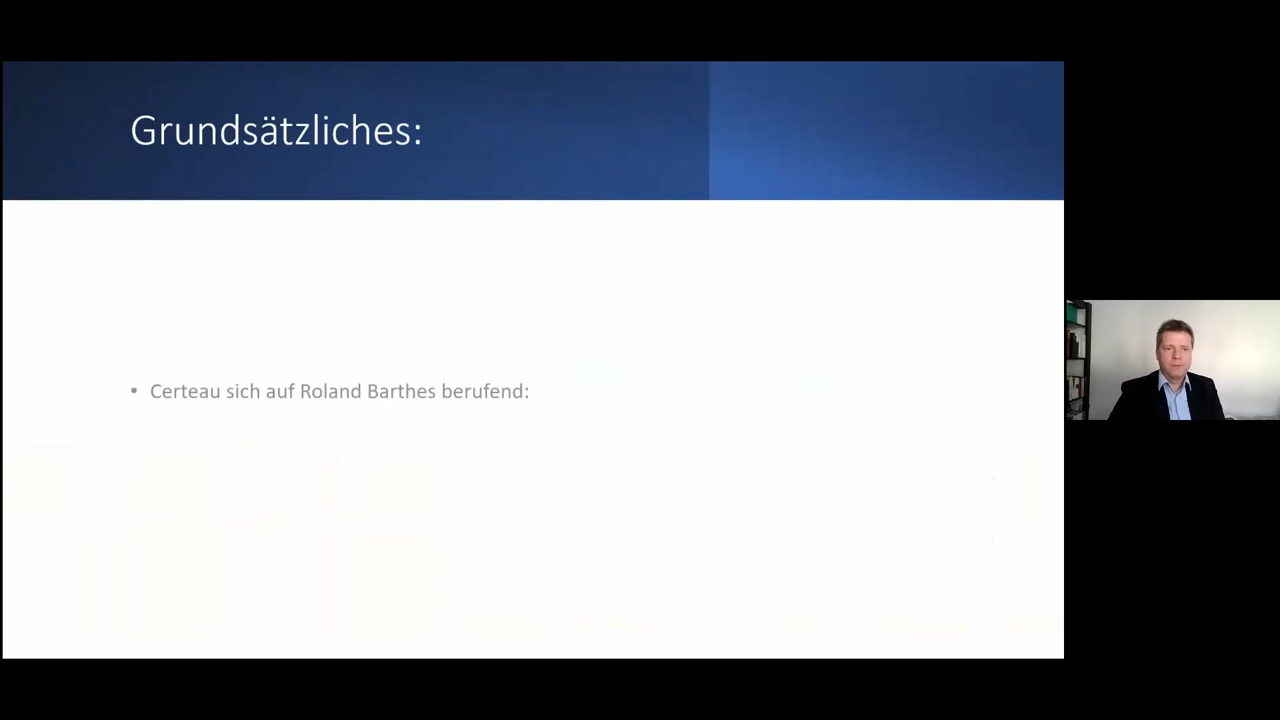 Grundsätzliches:
• Certeau sich auf Roland Barthes berufend: